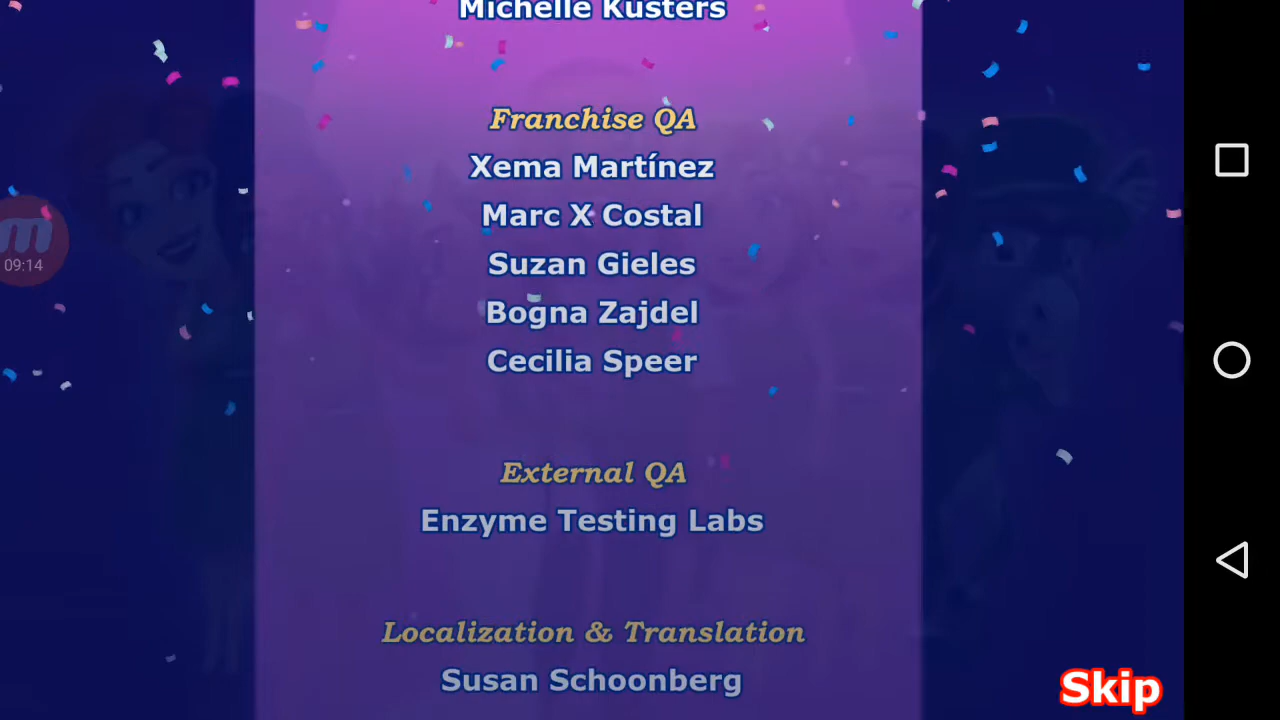 Michelle Kusters
Franchise QA
Xema Martínez
Marc X Costal
Suzan Gieles
Bogna Zajdel
Cecilia Speer
09:14
External QA
Enzyme Testing Labs
Localization & Translation
Susan Schoonberg
Skip